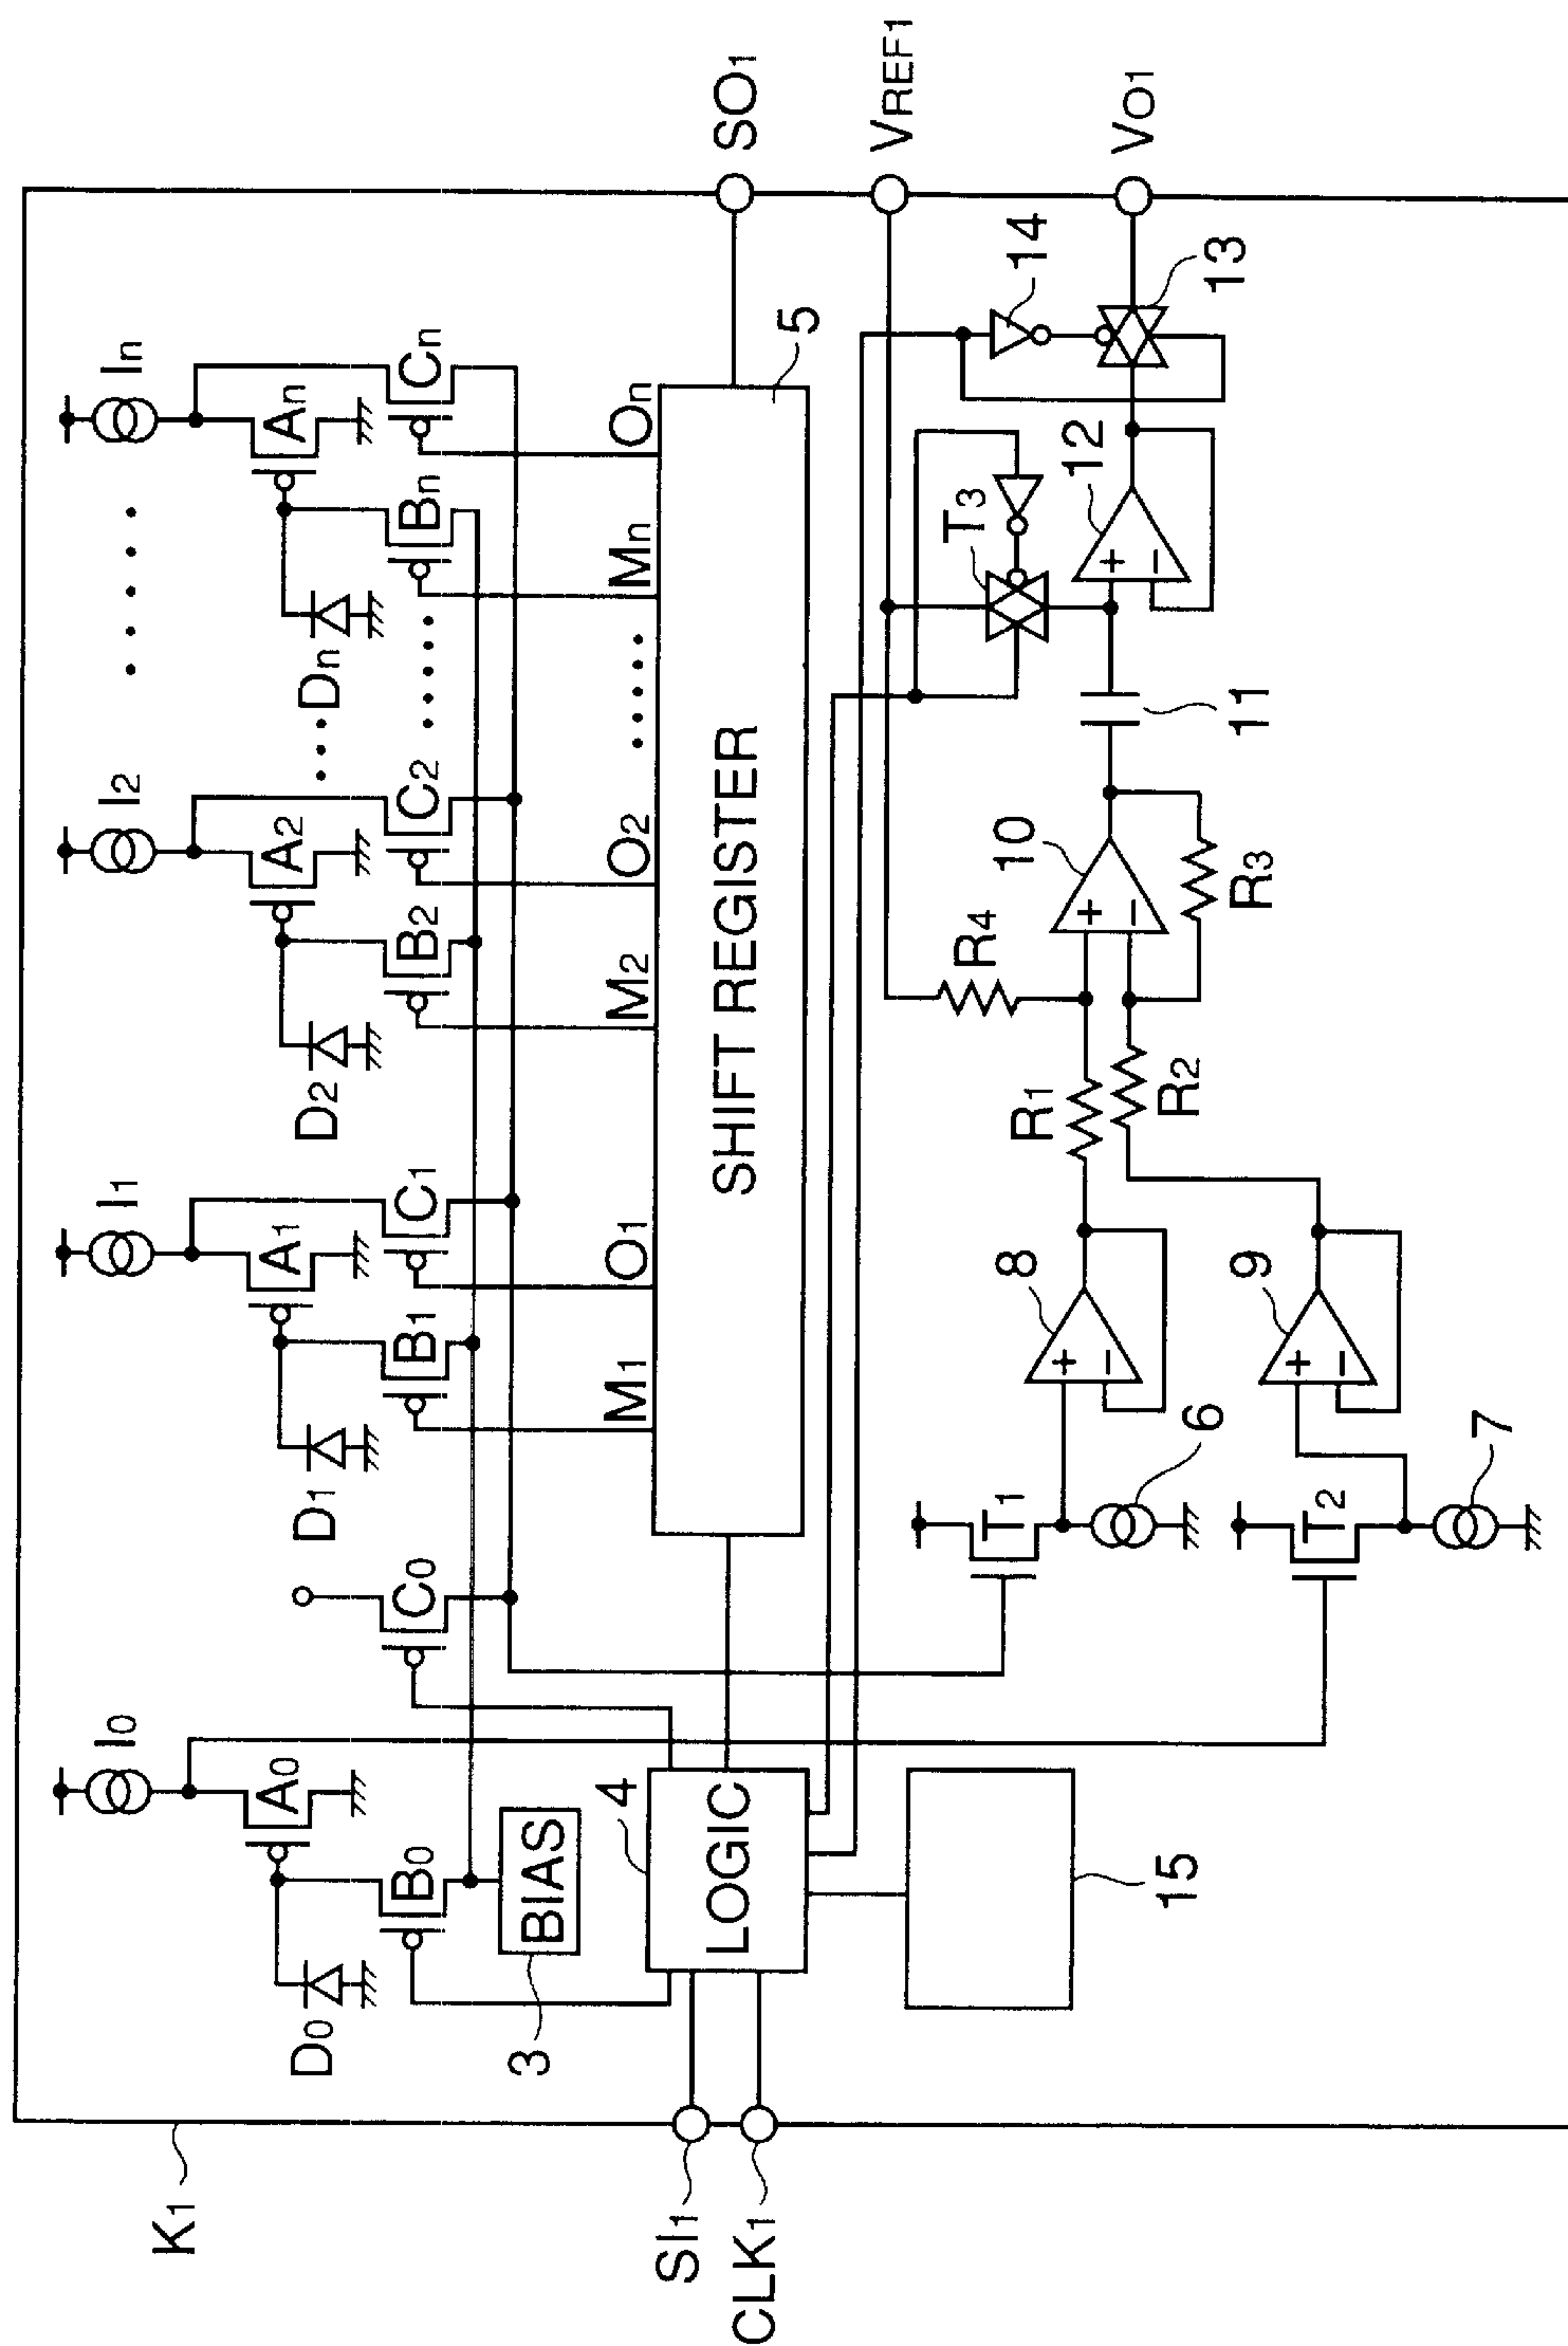 K1
I0
I1
I2
In
A0
A1
A2
An
D0
D1
D2
Dn
B0
C0
B1
C1
B2
C2
Bn
Cn
3
BIAS
M1
O1
M2
O2
Mn
On
4
LOGIC
SHIFT REGISTER
5
SI1
CLK1
SO1
VREF1
VO1
15
T1
6
T2
7
8
+
−
9
+
−
R1
R2
R4
10
+
−
R3
11
T3
12
+
−
14
13